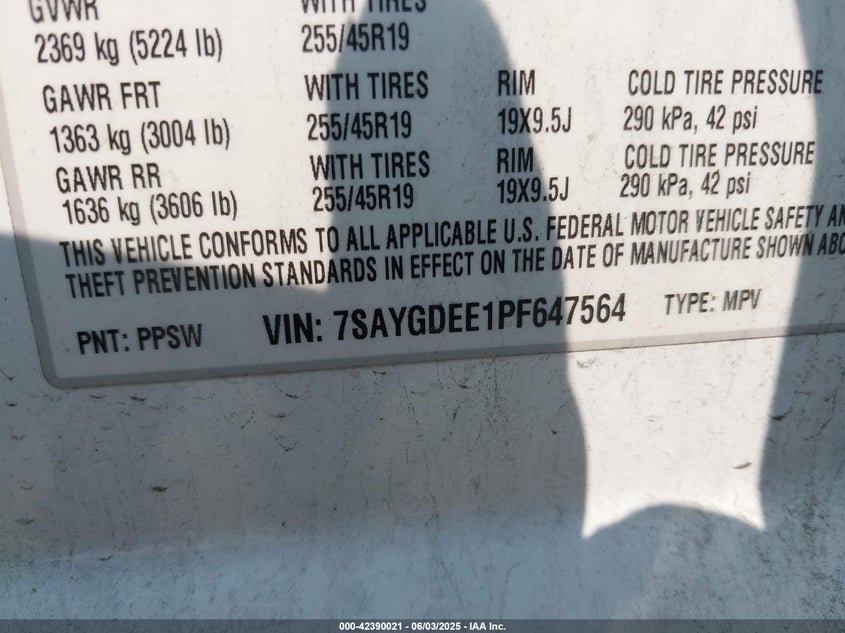 GVWR WITH TIRES
2369 kg (5224 lb) 255/45R19
GAWR FRT WITH TIRES RIM COLD TIRE PRESSURE
1363 kg (3004 lb) 255/45R19 19X9.5J 290 kPa, 42 psi
GAWR RR WITH TIRES RIM COLD TIRE PRESSURE
1636 kg (3606 lb) 255/45R19 19X9.5J 290 kPa, 42 psi
THIS VEHICLE CONFORMS TO ALL APPLICABLE U.S. FEDERAL MOTOR VEHICLE SAFETY AN
THEFT PREVENTION STANDARDS IN EFFECT ON THE DATE OF MANUFACTURE SHOWN ABO
PNT: PPSW VIN: 7SAYGDEE1PF647564 TYPE: MPV
000-42390021 - 06/03/2025 - IAA Inc.